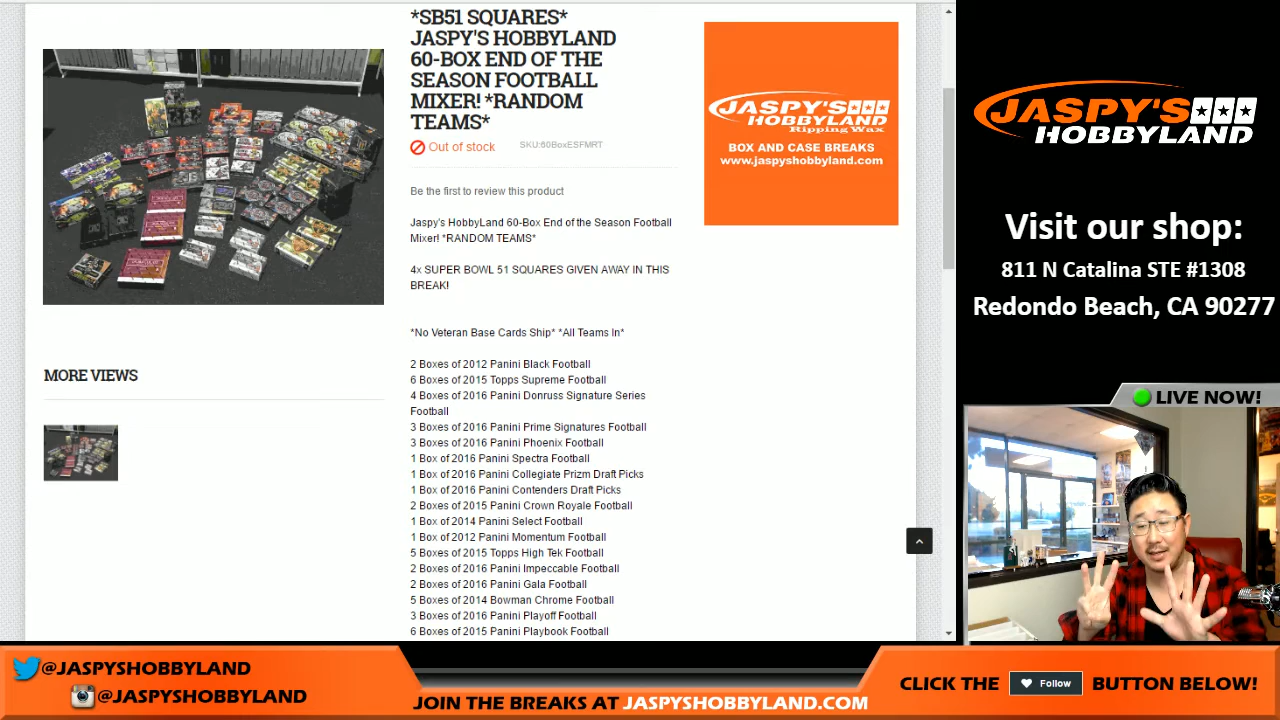 *SB51 SQUARES*
JASPY'S HOBBYLAND
60-BOX END OF THE
SEASON FOOTBALL
MIXER! *RANDOM
TEAMS*
Out of stock
SKU:60BoxESFMRT
Be the first to review this product
Jaspy's HobbyLand 60-Box End of the Season Football
Mixer! *RANDOM TEAMS*
4x SUPER BOWL 51 SQUARES GIVEN AWAY IN THIS
BREAK!
*No Veteran Base Cards Ship* *All Teams In*
2 Boxes of 2012 Panini Black Football
6 Boxes of 2015 Topps Supreme Football
4 Boxes of 2016 Panini Donruss Signature Series
Football
3 Boxes of 2016 Panini Prime Signatures Football
3 Boxes of 2016 Panini Phoenix Football
1 Box of 2016 Panini Spectra Football
1 Box of 2016 Panini Collegiate Prizm Draft Picks
1 Box of 2016 Panini Contenders Draft Picks
2 Boxes of 2015 Panini Crown Royale Football
1 Box of 2014 Panini Select Football
1 Box of 2012 Panini Momentum Football
5 Boxes of 2015 Topps High Tek Football
2 Boxes of 2016 Panini Impeccable Football
2 Boxes of 2016 Panini Gala Football
5 Boxes of 2014 Bowman Chrome Football
3 Boxes of 2016 Panini Playoff Football
6 Boxes of 2015 Panini Playbook Football
MORE VIEWS
JASPY'S
HOBBYLAND
Ripping Wax
BOX AND CASE BREAKS
www.jaspyshobbyland.com
JASPY'S
HOBBYLAND
Visit our shop:
811 N Catalina STE #1308
Redondo Beach, CA 90277
LIVE NOW!
@JASPYSHOBBYLAND
@JASPYSHOBBYLAND
JOIN THE BREAKS AT JASPYSHOBBYLAND.COM
CLICK THE Follow BUTTON BELOW!